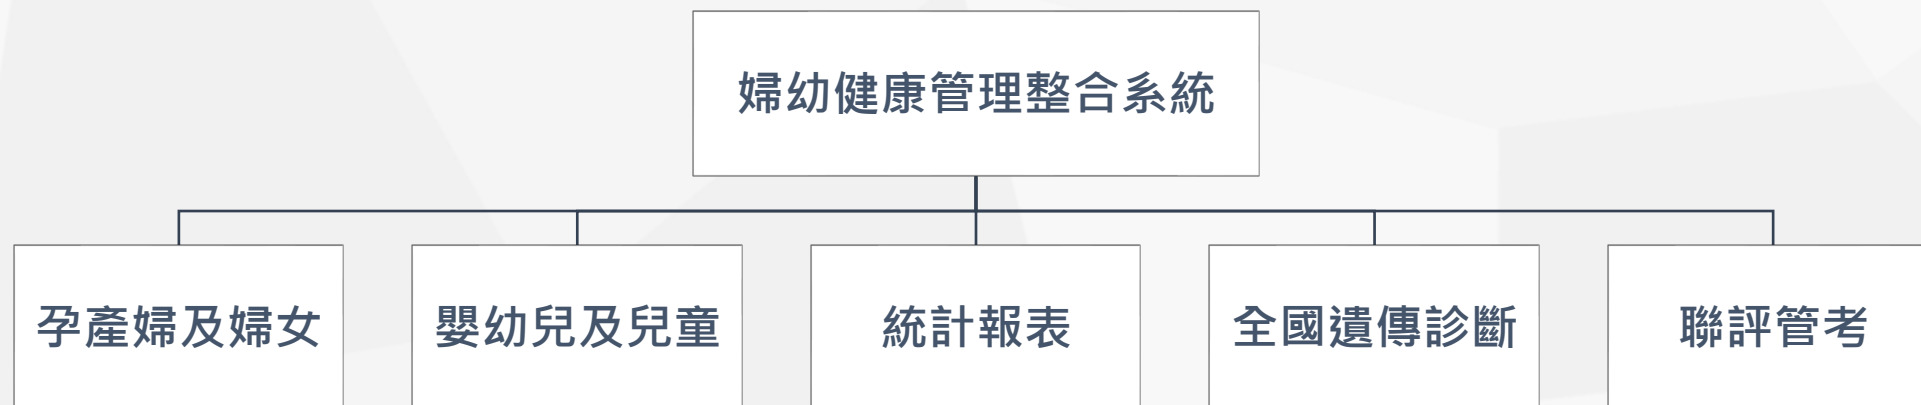 婦幼健康管理整合系統
孕產婦及婦女
嬰幼兒及兒童
統計報表
全國遺傳診斷
聯評管考